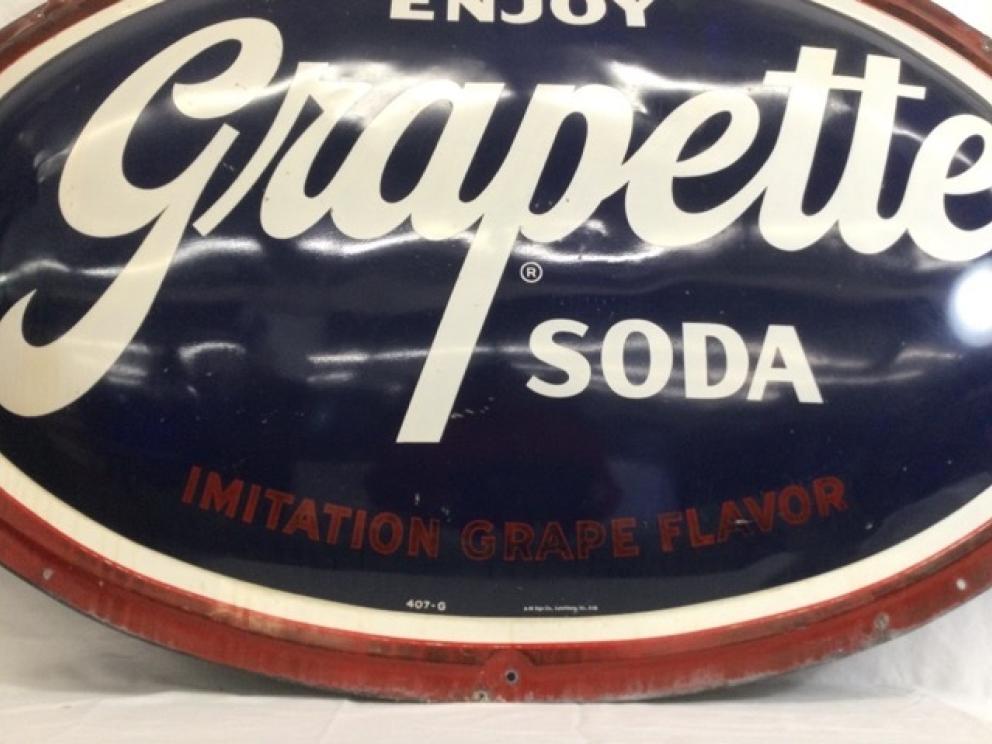 ENJOY
Grapette
®
SODA
IMITATION GRAPE FLAVOR
407-G